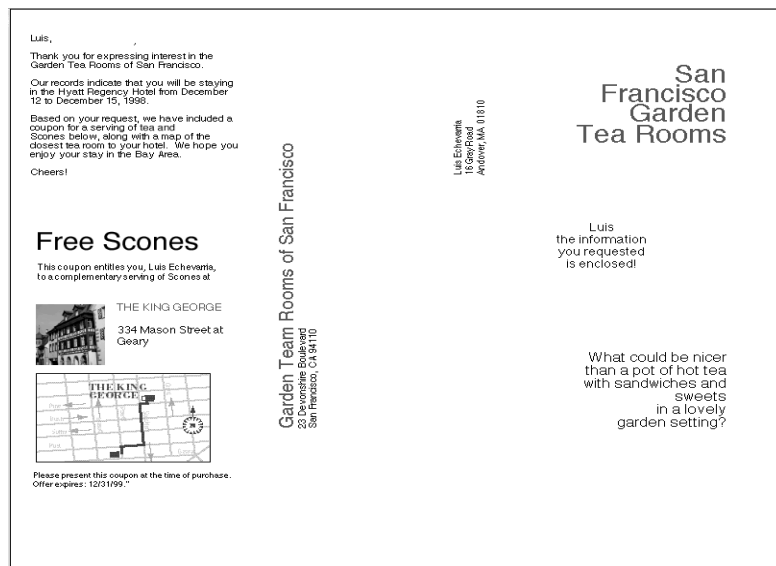 Luis,
Thank you for expressing interest in the
Garden Tea Rooms of San Francisco.
Our records indicate that you will be staying
in the Hyatt Regency Hotel from December
12 to December 15, 1998.
Based on your request, we have included a
coupon for a serving of tea and
Scones below, along with a map of the
closest tea room to your hotel.  We hope you
enjoy your stay in the Bay Area.
Cheers!
Free Scones
This coupon entitles you, Luis Echevarria,
to a complementary serving of Scones at
THE KING GEORGE
334 Mason Street at
Geary
THE KING
GEORGE
Post
Please present this coupon at the time of purchase.
Offer expires: 12/31/99."
Garden Team Rooms of San Francisco
23 Devonshire Boulevard
San Francisco, CA 94110
Luis Echevarria
16 Gray Road
Andover, MA  01810
San
Francisco
Garden
Tea Rooms
Luis
the information
you requested
is enclosed!
What could be nicer
than a pot of hot tea
with sandwiches and
sweets
in a lovely
garden setting?